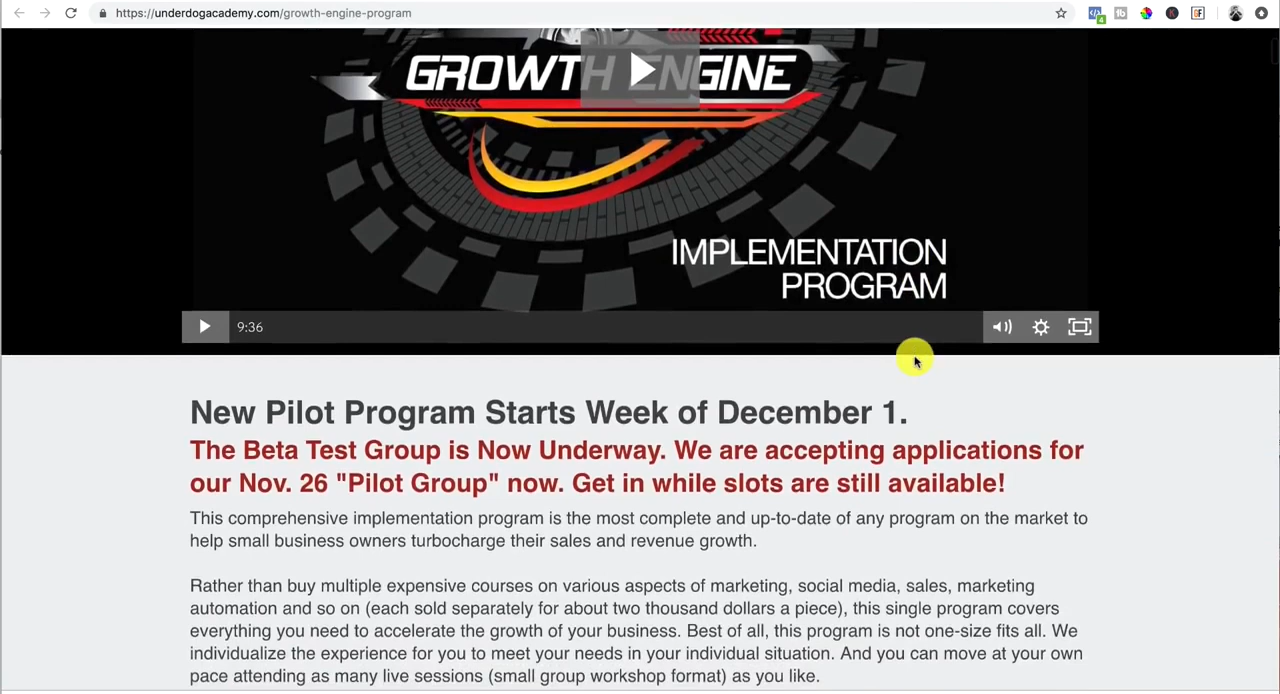 https://underdogacademy.com/growth-engine-program
4
GROWTH ENGINE
IMPLEMENTATION
PROGRAM
9:36
New Pilot Program Starts Week of December 1.
The Beta Test Group is Now Underway. We are accepting applications for
our Nov. 26 "Pilot Group" now. Get in while slots are still available!
This comprehensive implementation program is the most complete and up-to-date of any program on the market to
help small business owners turbocharge their sales and revenue growth.
Rather than buy multiple expensive courses on various aspects of marketing, social media, sales, marketing
automation and so on (each sold separately for about two thousand dollars a piece), this single program covers
everything you need to accelerate the growth of your business. Best of all, this program is not one-size fits all. We
individualize the experience for you to meet your needs in your individual situation. And you can move at your own
pace attending as many live sessions (small group workshop format) as you like.